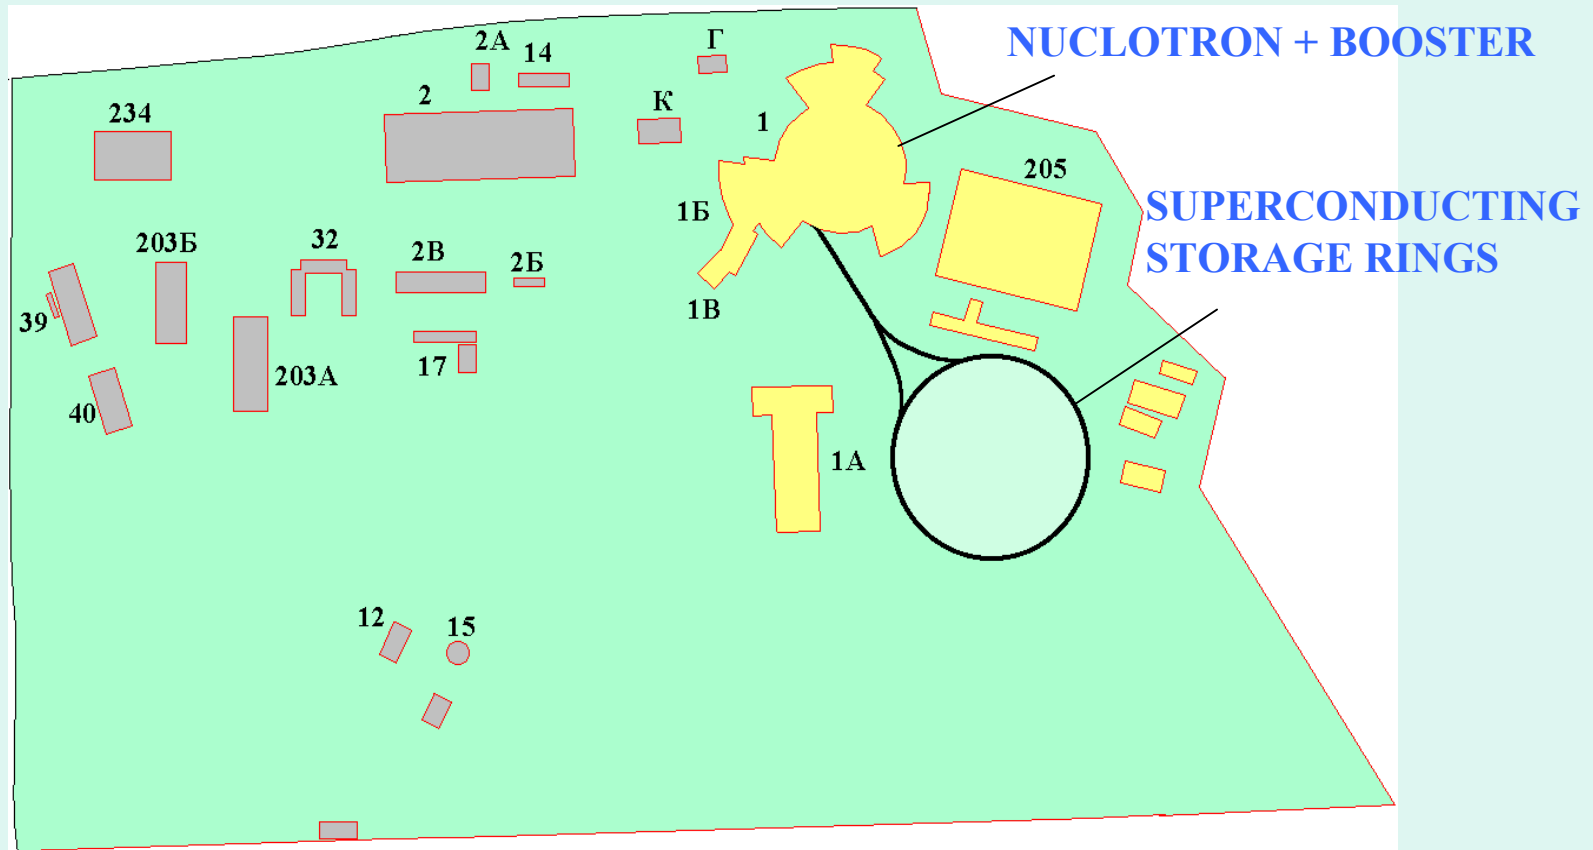 2А
14
Г
NUCLOTRON + BOOSTER
2
К
234
1
205
1Б
SUPERCONDUCTING
STORAGE RINGS
203Б
32
2В
2Б
1В
39
17
203А
40
1А
12
15